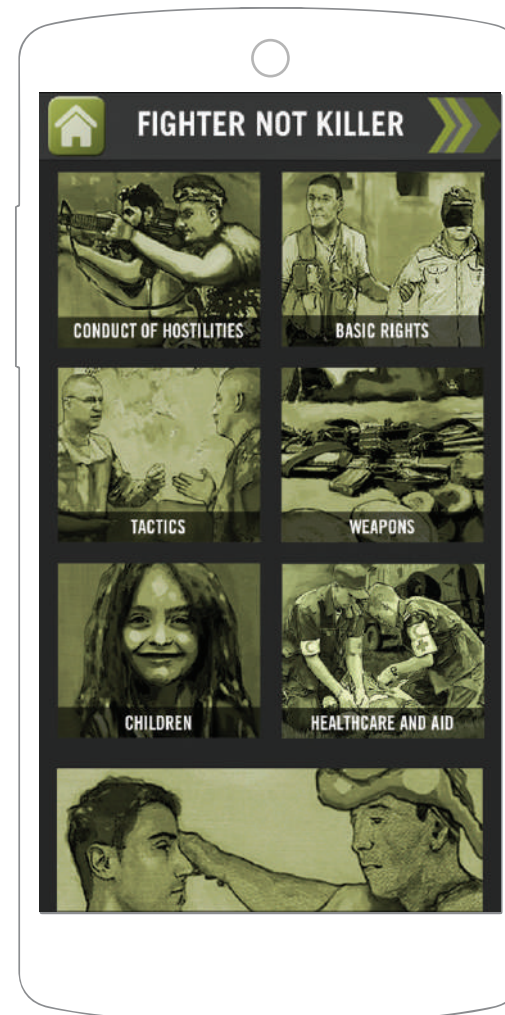 FIGHTER NOT KILLER
CONDUCT OF HOSTILITIES
BASIC RIGHTS
TACTICS
WEAPONS
CHILDREN
HEALTHCARE AND AID